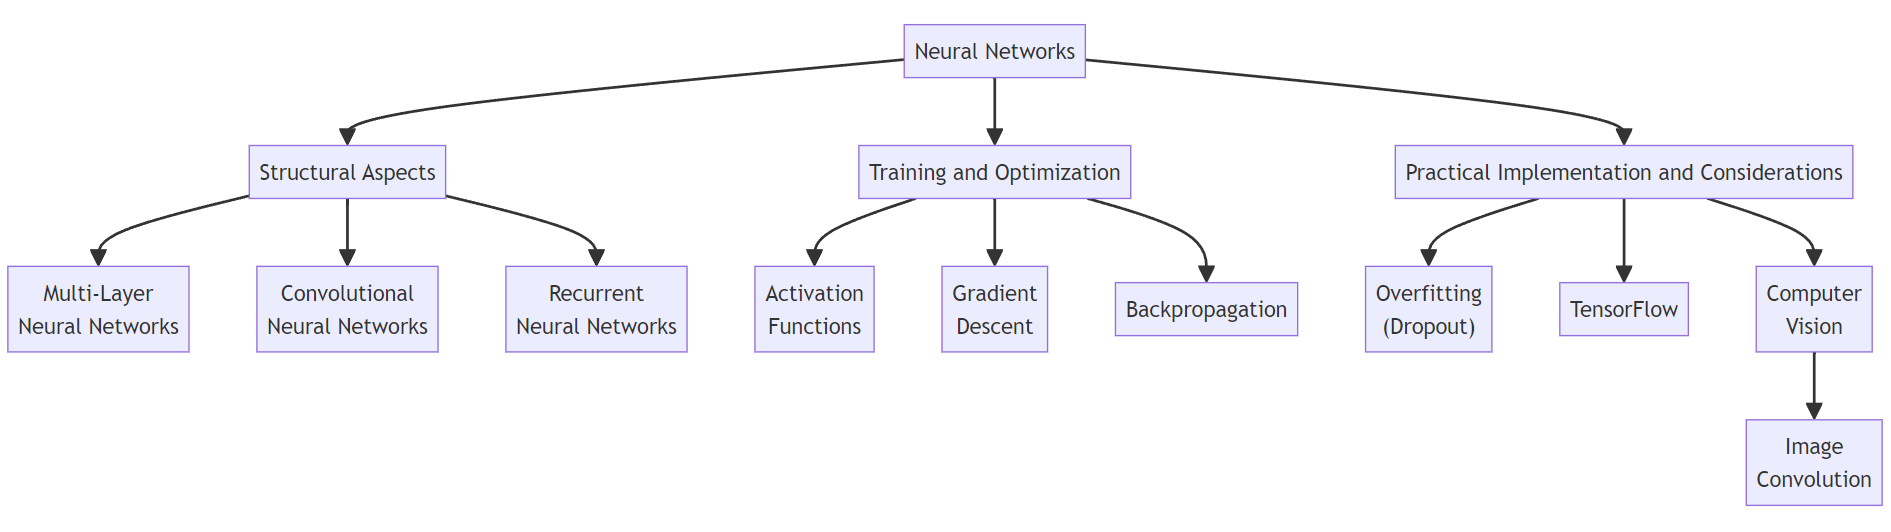 Neural Networks
Structural Aspects
Training and Optimization
Practical Implementation and Considerations
Multi-Layer
Neural Networks
Convolutional
Neural Networks
Recurrent
Neural Networks
Activation
Functions
Gradient
Descent
Backpropagation
Overfitting
(Dropout)
TensorFlow
Computer
Vision
Image
Convolution